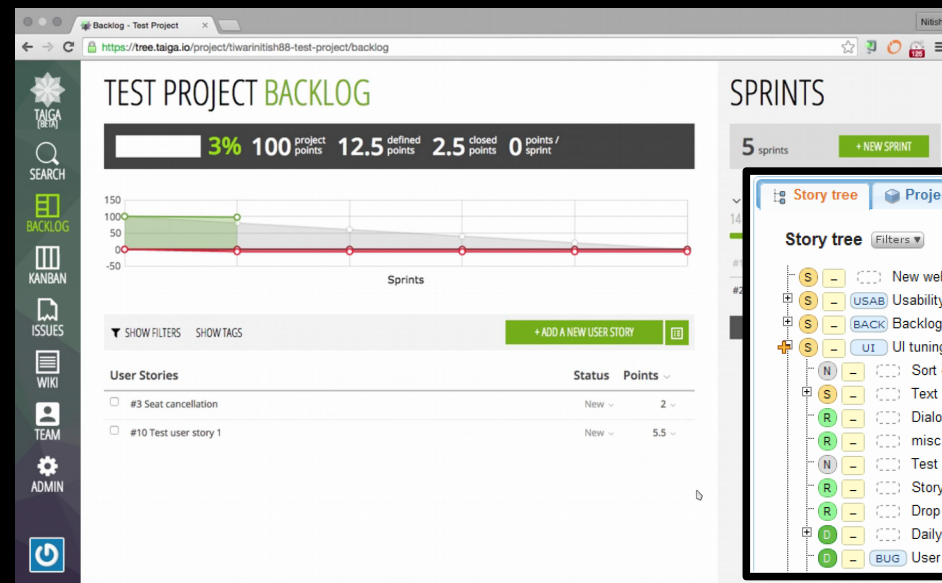 Backlog - Test Project
Nitish
https://tree.taiga.io/project/tiwarinitish88-test-project/backlog
125
TAIGA
[BETA]
SEARCH
BACKLOG
KANBAN
ISSUES
WIKI
TEAM
ADMIN
TEST PROJECT BACKLOG
3% 100 project points 12.5 defined points 2.5 closed points 0 points / sprint
150
100
50
0
-50
Sprints
SHOW FILTERS SHOW TAGS
+ ADD A NEW USER STORY
User Stories Status Points
#3 Seat cancellation New 2
#10 Test user story 1 New 5.5
SPRINTS
5 sprints
+ NEW SPRINT
14
#1
#2
Story tree Proje
Story tree Filters
S – New wel
S – USAB Usability
S – BACK Backlog
S – UI UI tuning
N – Sort
S – Text
R – Dialo
R – misc
N – Test
R – Story
R – Drop
D – Daily
D – BUG User